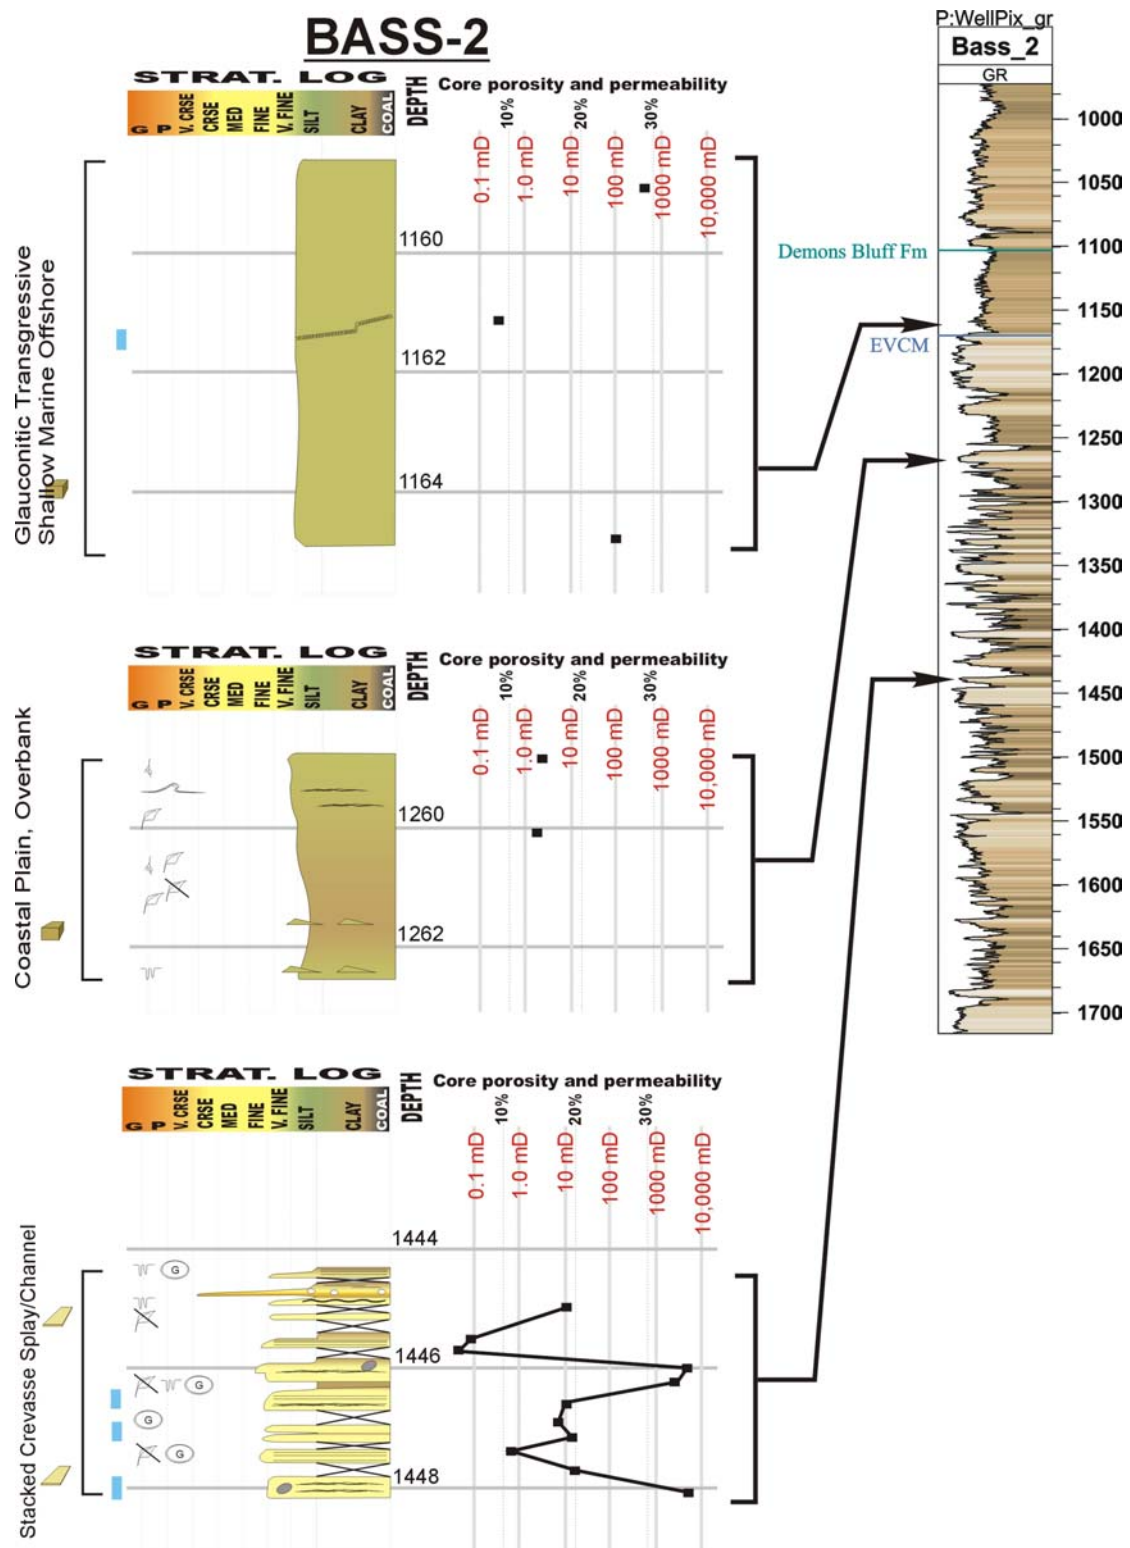 BASS-2
P:WellPix_gr
Bass_2
GR
1000
1050
1100
1150
1200
1250
1300
1350
1400
1450
1500
1550
1600
1650
1700
Demons Bluff Fm
EVCM
STRAT. LOG
G P V. CRSE CRSE MED FINE V. FINE SILT CLAY COAL
DEPTH
Core porosity and permeability
10% 20% 30%
0.1 mD 1.0 mD 10 mD 100 mD 1000 mD 10,000 mD
Glauconitic Transgressive
Shallow Marine Offshore
1160
1162
1164
STRAT. LOG
G P V. CRSE CRSE MED FINE V. FINE SILT CLAY COAL
DEPTH
Core porosity and permeability
10% 20% 30%
0.1 mD 1.0 mD 10 mD 100 mD 1000 mD 10,000 mD
Coastal Plain, Overbank
1260
1262
STRAT. LOG
G P V. CRSE CRSE MED FINE V. FINE SILT CLAY COAL
DEPTH
Core porosity and permeability
10% 20% 30%
0.1 mD 1.0 mD 10 mD 100 mD 1000 mD 10,000 mD
Stacked Crevasse Splay/Channel
1444
G
1446
G
G
G
1448